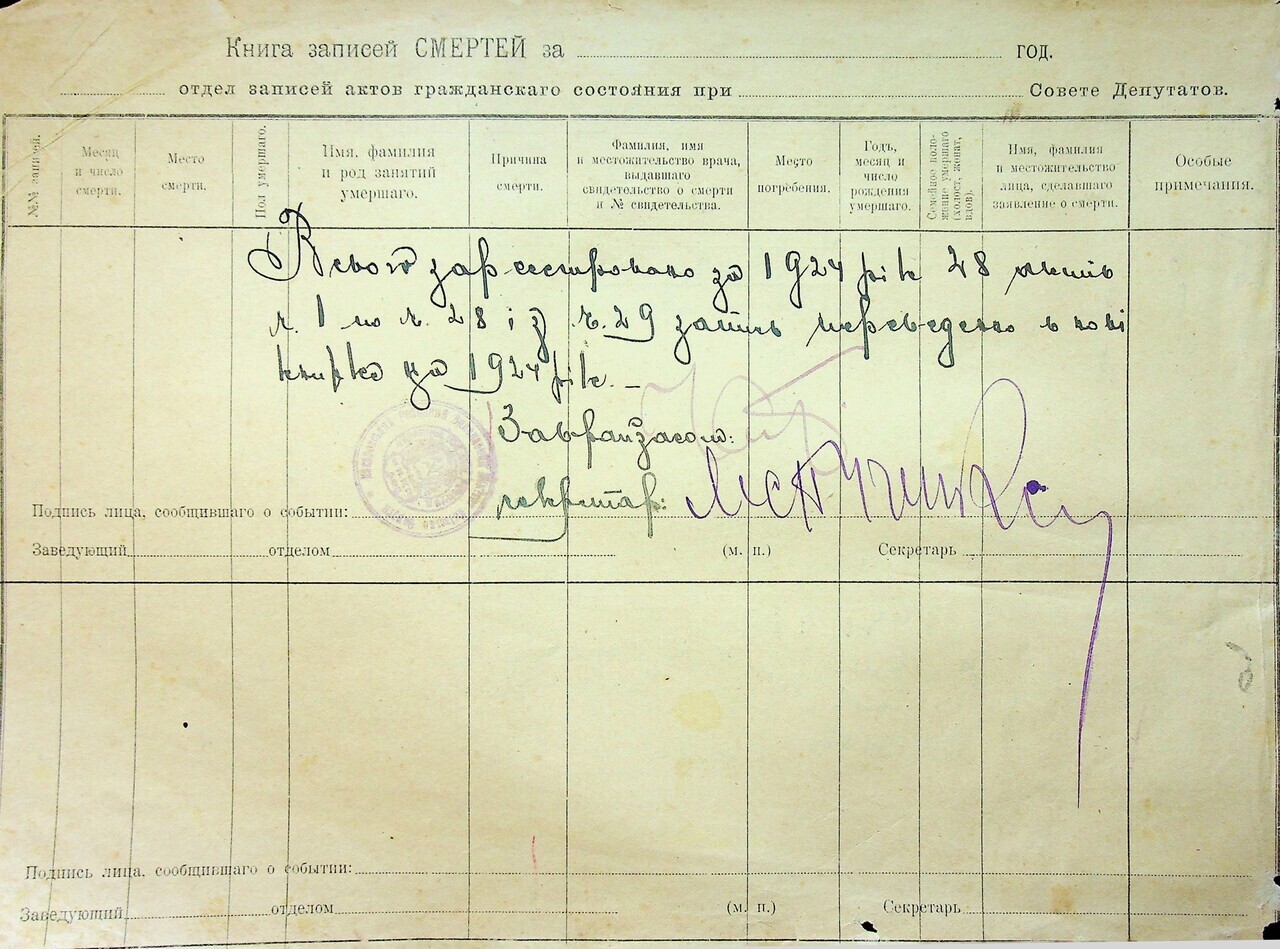 Книга записей СМЕРТЕЙ за ГОД.
отдел записей актов гражданскаго состояния при Совете Депутатов.
№№ записей.
Месяц и число смерти.
Место смерти.
Пол умершаго.
Имя, фамилия и род занятий умершаго.
Причина смерти.
Фамилия, имя и местожительство врача, выдавшаго свидетельство о смерти и № свидетельства.
Место погребения.
Годъ, месяц и число рождения умершаго.
Семейное положение умершаго (холост, женат, вдов).
Имя, фамилия и местожительство лица, сделавшаго заявление о смерти.
Особые примечания.
Всього зареєстровано за 1924 рік 28 актів
ч. 1 по ч. 28 і з ч. 29 запись переведено в нові
книжки за 1924 рік. –
Завранзагсом:
секретар:
Подпись лица, сообщившаго о событии:
Заведующий отделом (м. п.) Секретарь
Подпись лица, сообщившаго о событии:
Заведующий отделом (м. п.) Секретарь